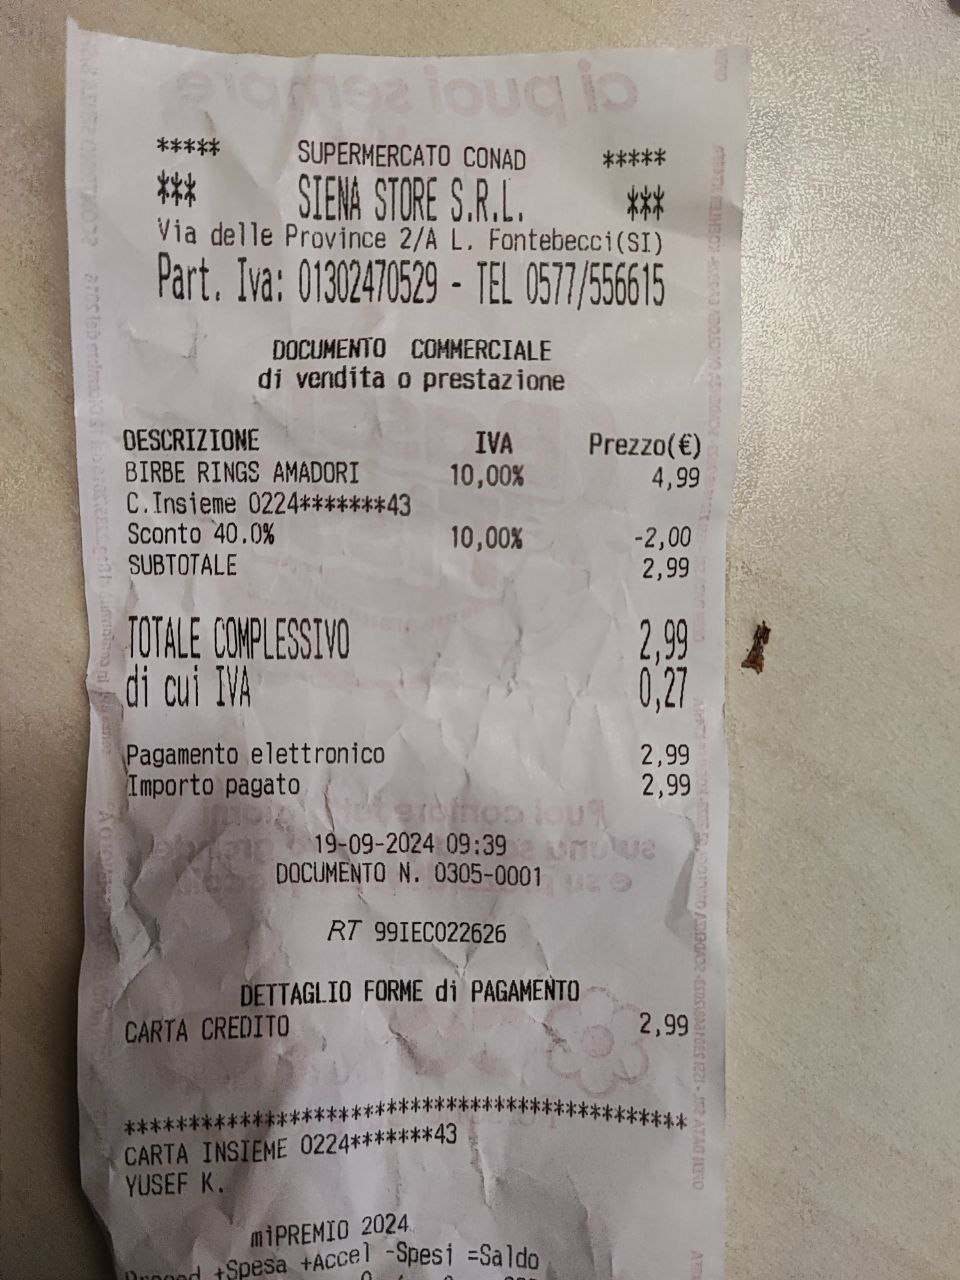 ***** SUPERMERCATO CONAD *****
*** SIENA STORE S.R.L. ***
Via delle Province 2/A L. Fontebecci(SI)
Part. Iva: 01302470529 - TEL 0577/556615
DOCUMENTO COMMERCIALE
di vendita o prestazione
DESCRIZIONE IVA Prezzo(€)
BIRBE RINGS AMADORI 10,00% 4,99
C.Insieme 0224*******43
Sconto 40.0% 10,00% -2,00
SUBTOTALE 2,99
TOTALE COMPLESSIVO 2,99
di cui IVA 0,27
Pagamento elettronico 2,99
Importo pagato 2,99
19-09-2024 09:39
DOCUMENTO N. 0305-0001
RT 99IEC022626
DETTAGLIO FORME di PAGAMENTO
CARTA CREDITO 2,99
*******************************************
CARTA INSIEME 0224*******43
YUSEF K.
miPREMIO 2024
+Spesa +Accel -Spesi =Saldo